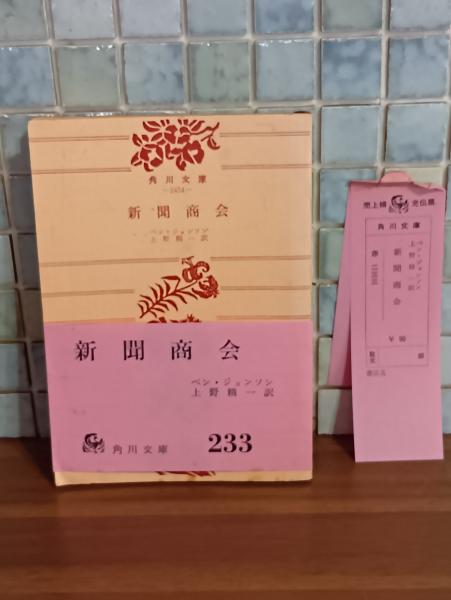 角川文庫
新聞商会
ベン・ジョンソン
上野精一訳
新聞商会
ベン・ジョンソン
上野精一訳
角川文庫
233
売上補
角川文庫
ベン・ジョンソン
上野精一訳
新聞商会
¥ 90